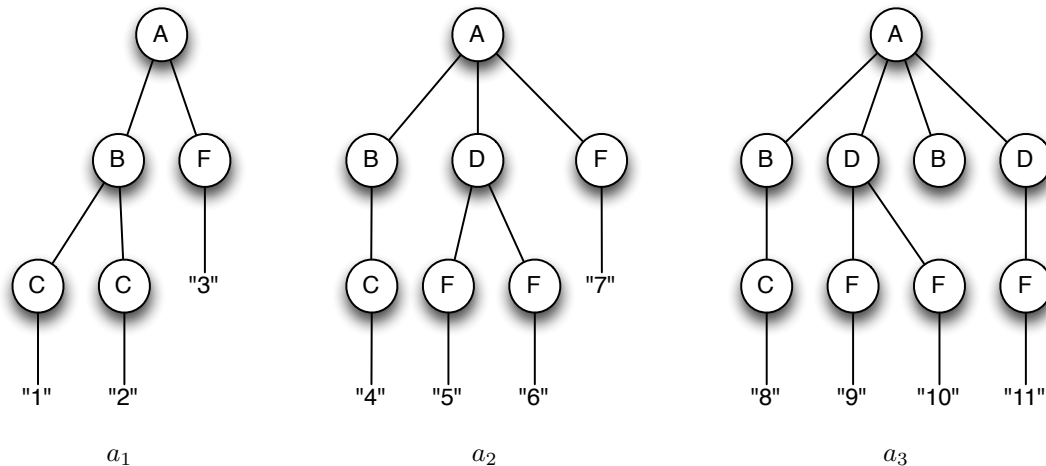 A A A
B F B D F B D B D
C C "3" C F F "7" C F F F
"1" "2" "4" "5" "6" "8" "9" "10" "11"
a1 a2 a3